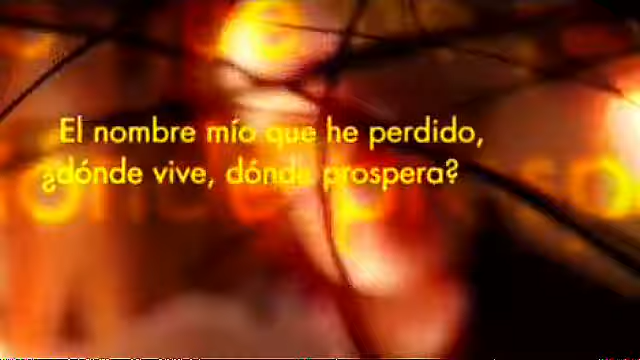 El nombre mío que he perdido,
¿dónde vive, dónde prospera?